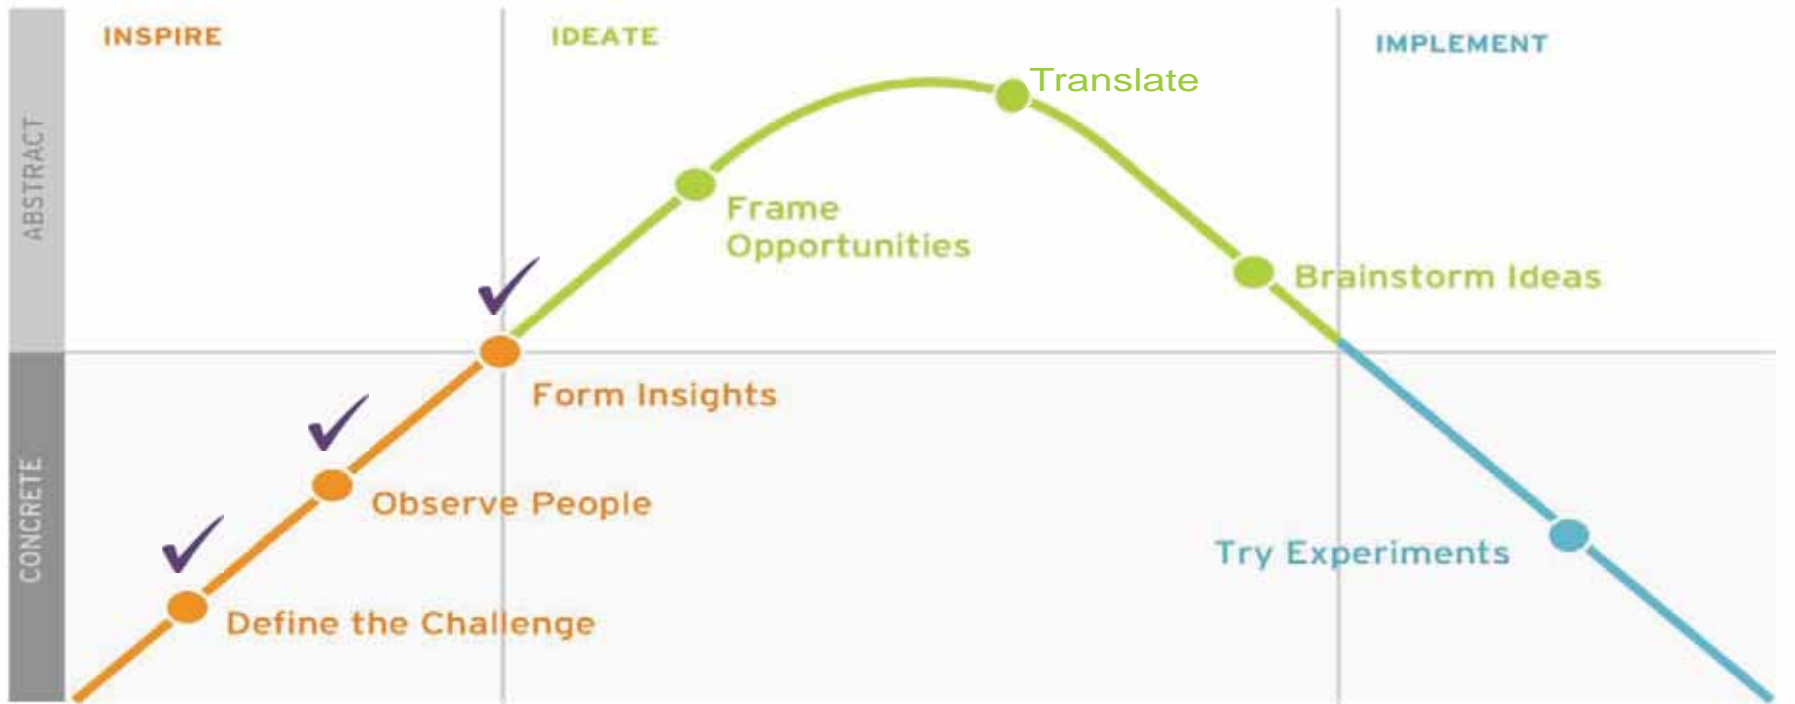 INSPIRE
IDEATE
IMPLEMENT
ABSTRACT
CONCRETE
Translate
Frame
Opportunities
Brainstorm Ideas
Form Insights
Observe People
Try Experiments
Define the Challenge